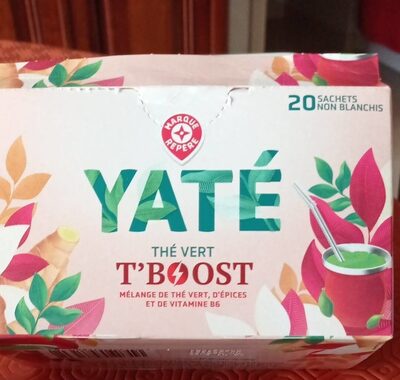 20 SACHETS
NON BLANCHIS
MARQUE
REPÈRE
YATÉ
THÉ VERT
T'BOOST
MÉLANGE DE THÉ VERT, D'ÉPICES
ET DE VITAMINE B6